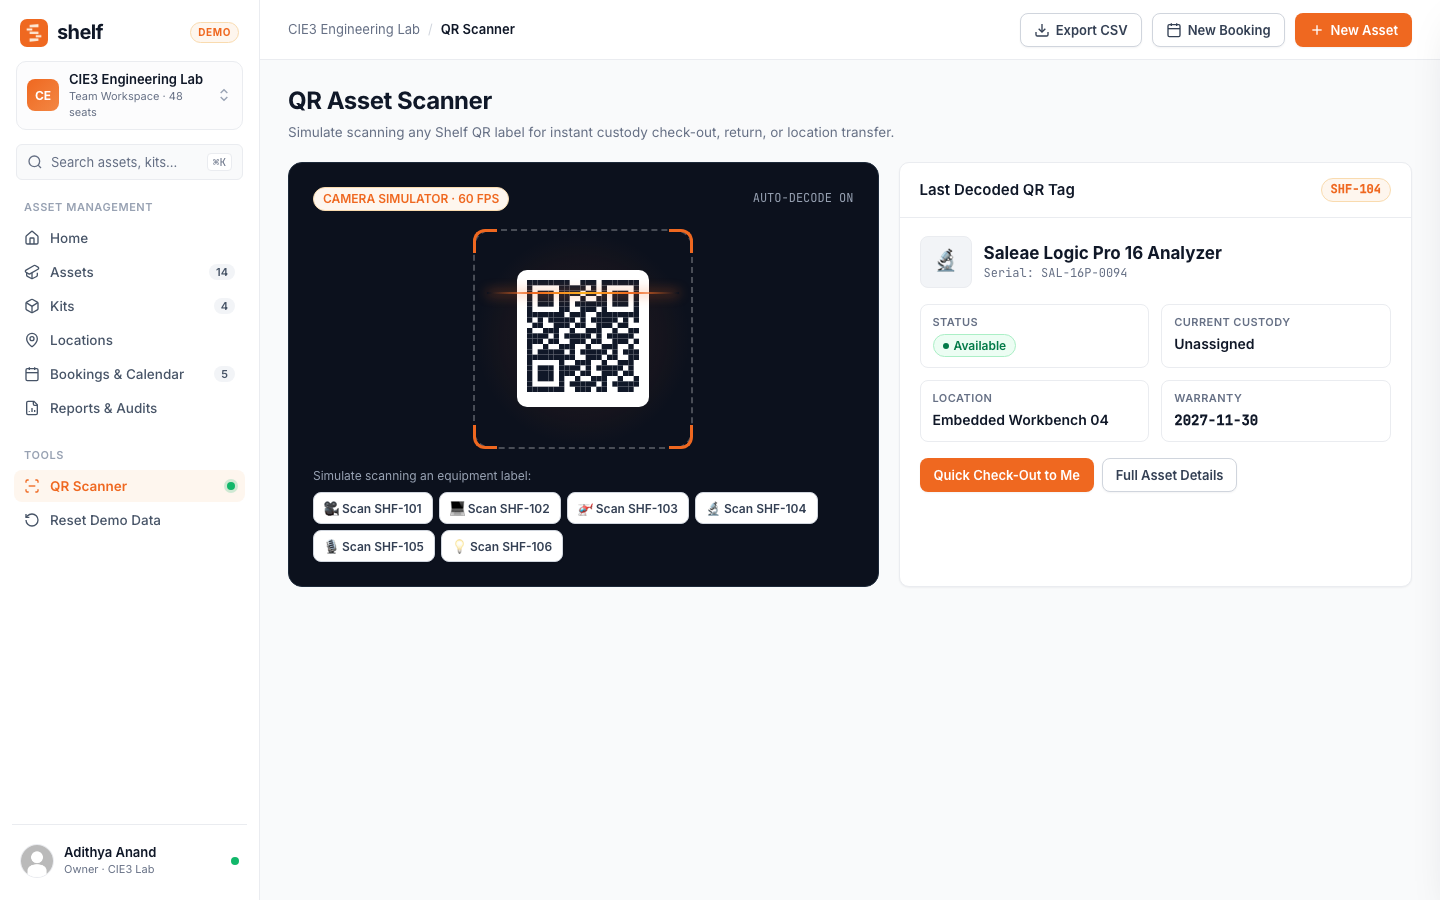 shelf
DEMO
CE
CIE3 Engineering Lab
Team Workspace · 48
seats
Search assets, kits...
⌘K
ASSET MANAGEMENT
Home
Assets
14
Kits
4
Locations
Bookings & Calendar
5
Reports & Audits
TOOLS
QR Scanner
Reset Demo Data
Adithya Anand
Owner · CIE3 Lab
CIE3 Engineering Lab / QR Scanner
Export CSV
New Booking
New Asset
QR Asset Scanner
Simulate scanning any Shelf QR label for instant custody check-out, return, or location transfer.
CAMERA SIMULATOR · 60 FPS
AUTO-DECODE ON
Simulate scanning an equipment label:
Scan SHF-101
Scan SHF-102
Scan SHF-103
Scan SHF-104
Scan SHF-105
Scan SHF-106
Last Decoded QR Tag
SHF-104
Saleae Logic Pro 16 Analyzer
Serial: SAL-16P-0094
STATUS
Available
CURRENT CUSTODY
Unassigned
LOCATION
Embedded Workbench 04
WARRANTY
2027-11-30
Quick Check-Out to Me
Full Asset Details